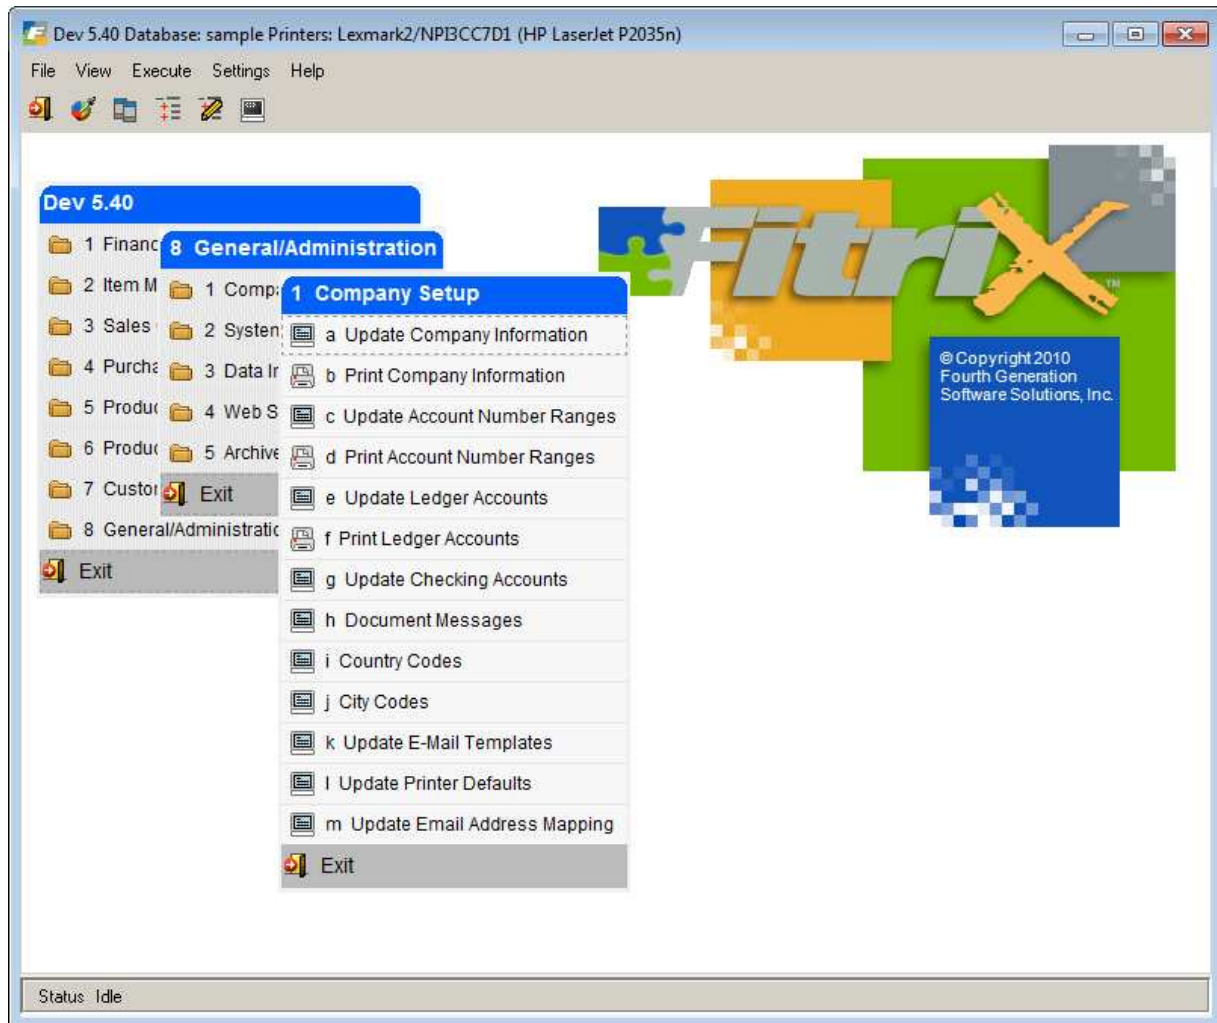 Dev 5.40 Database: sample Printers: Lexmark2/NPI3CC7D1 (HP LaserJet P2035n)
File View Execute Settings Help
Dev 5.40
1 Financ
2 Item M
3 Sales
4 Purcha
5 Produc
6 Produc
7 Custor
8 General/Administratic
Exit
8 General/Administration
1 Comp
2 System
3 Data Ir
4 Web S
5 Archive
Exit
1 Company Setup
a Update Company Information
b Print Company Information
c Update Account Number Ranges
d Print Account Number Ranges
e Update Ledger Accounts
f Print Ledger Accounts
g Update Checking Accounts
h Document Messages
i Country Codes
j City Codes
k Update E-Mail Templates
l Update Printer Defaults
m Update Email Address Mapping
Exit
FitriX™
© Copyright 2010
Fourth Generation
Software Solutions, Inc.
Status Idle